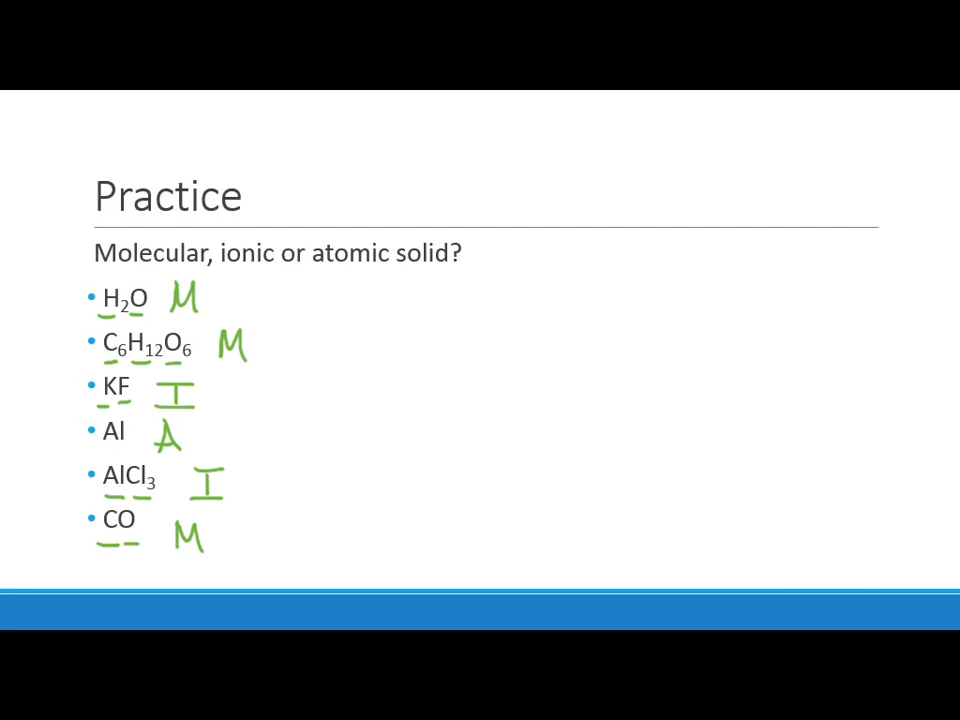 Practice
Molecular, ionic or atomic solid?
• H₂O M
• C₆H₁₂O₆ M
• KF I
• Al A
• AlCl₃ I
• CO M